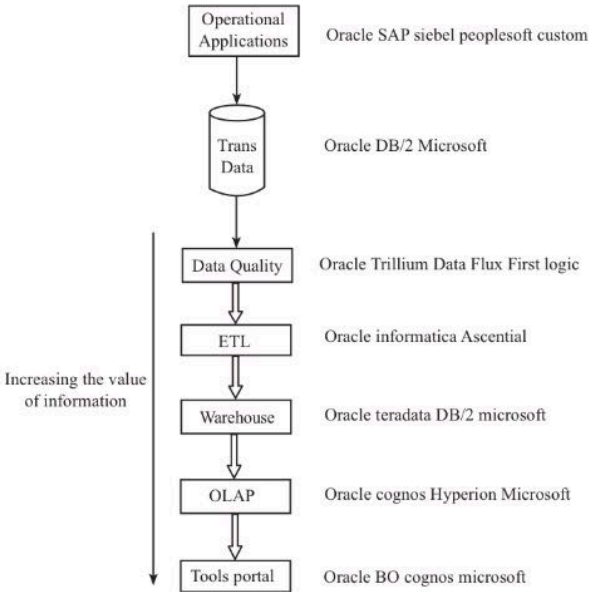 Operational
Applications
Oracle SAP siebel peoplesoft custom
Trans
Data
Oracle DB/2 Microsoft
Data Quality
Oracle Trillium Data Flux First logic
ETL
Oracle informatica Ascential
Increasing the value
of information
Warehouse
Oracle teradata DB/2 microsoft
OLAP
Oracle cognos Hyperion Microsoft
Tools portal
Oracle BO cognos microsoft